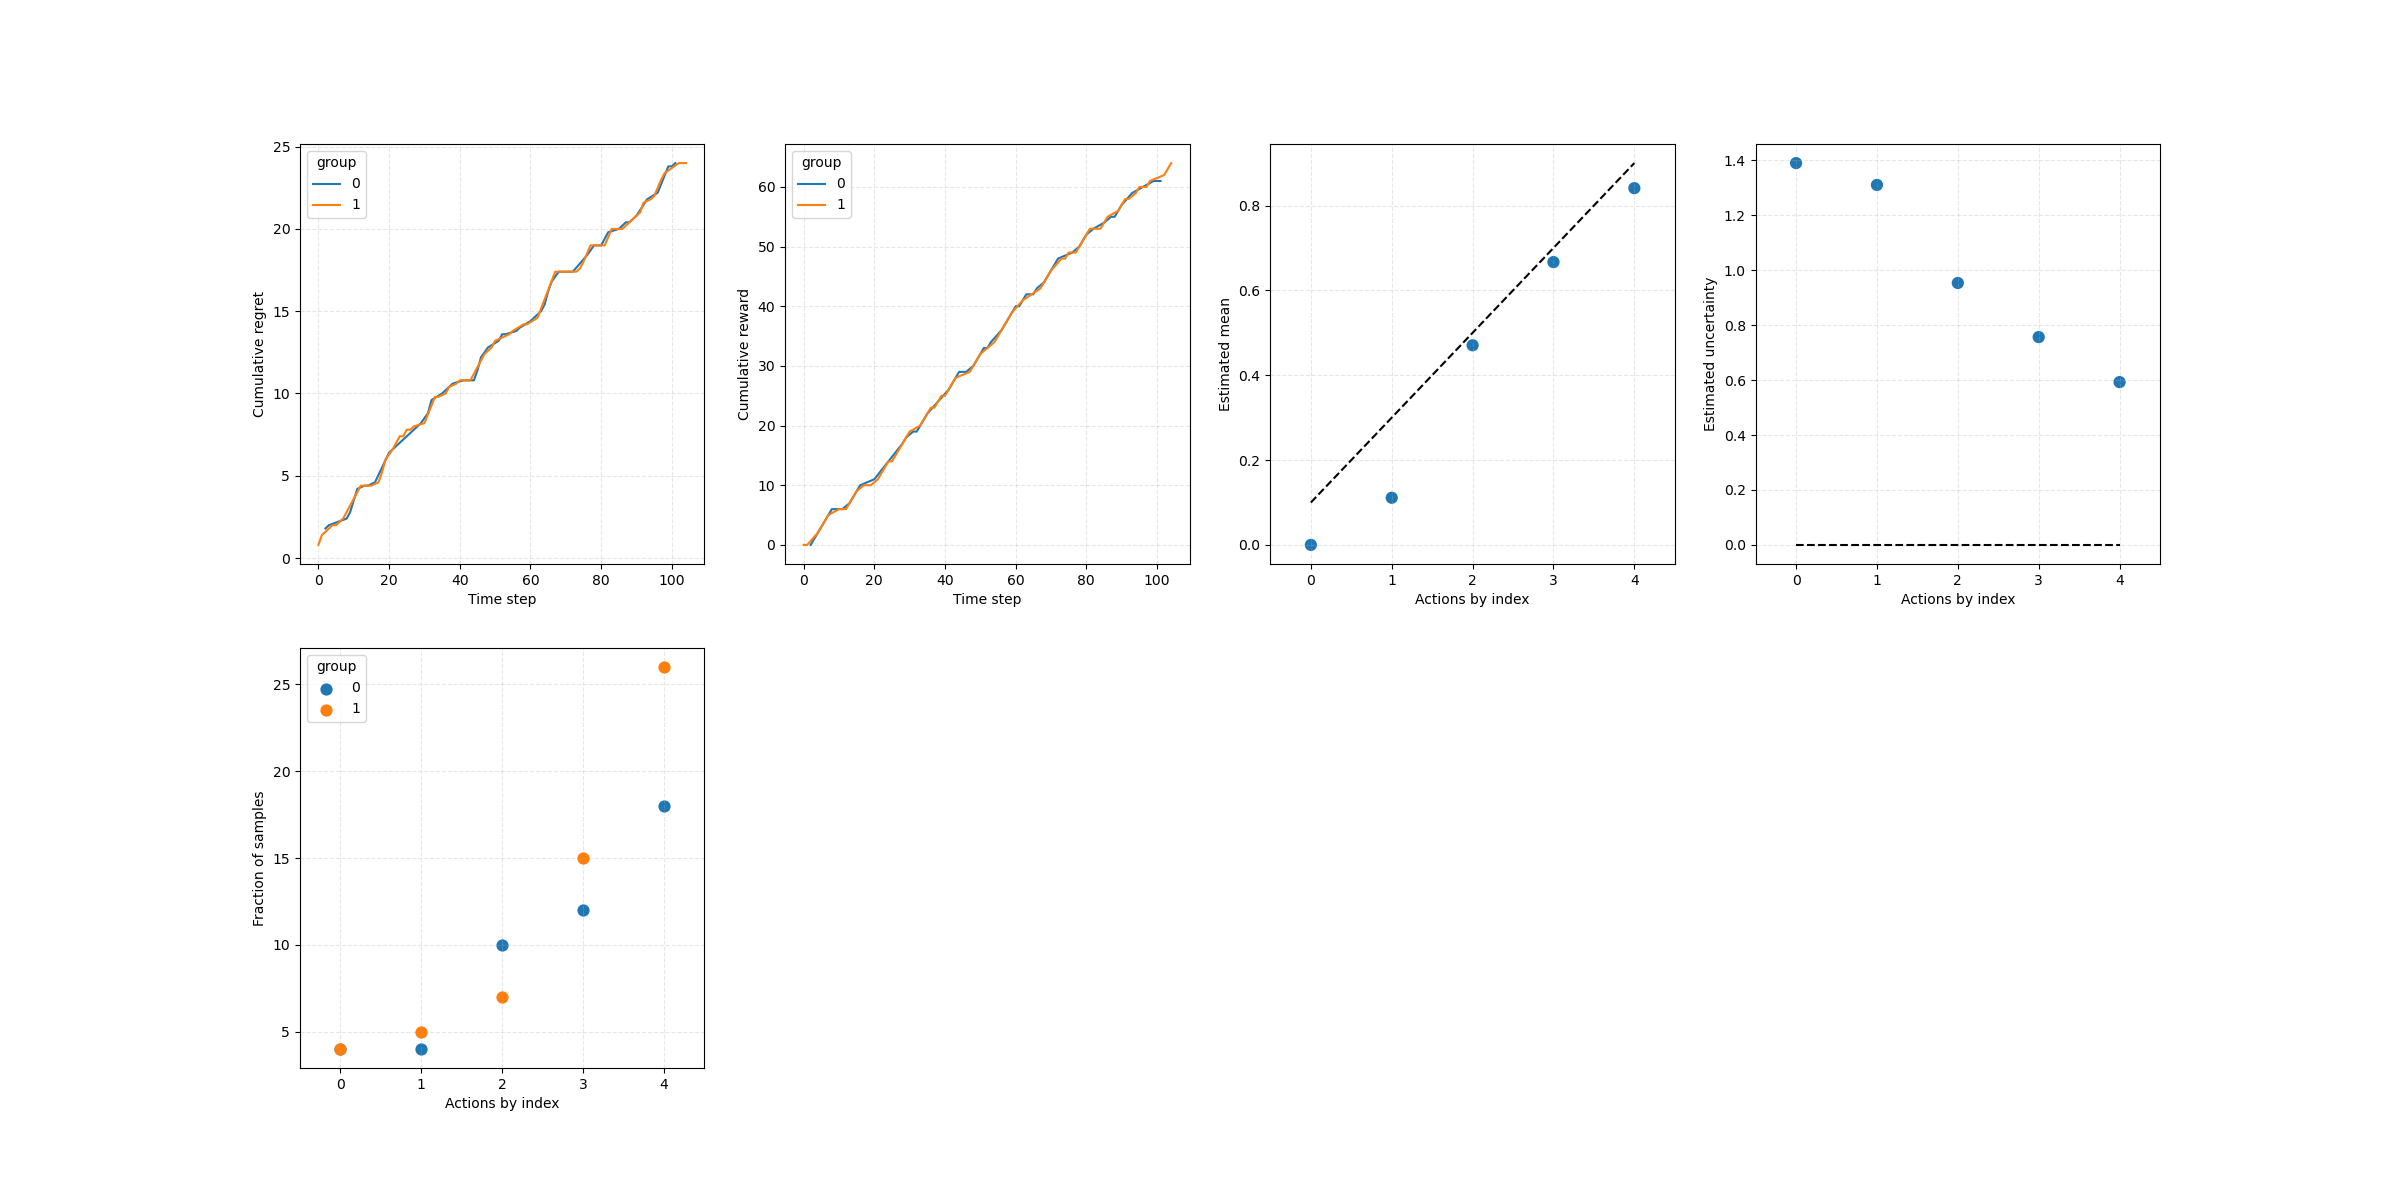 Cumulative regret
25
20
15
10
5
0
group
0
1
0 20 40 60 80 100
Time step
Cumulative reward
60
50
40
30
20
10
0
group
0
1
0 20 40 60 80 100
Time step
Estimated mean
0.8
0.6
0.4
0.2
0.0
0 1 2 3 4
Actions by index
Estimated uncertainty
1.4
1.2
1.0
0.8
0.6
0.4
0.2
0.0
0 1 2 3 4
Actions by index
Fraction of samples
25
20
15
10
5
group
0
1
0 1 2 3 4
Actions by index